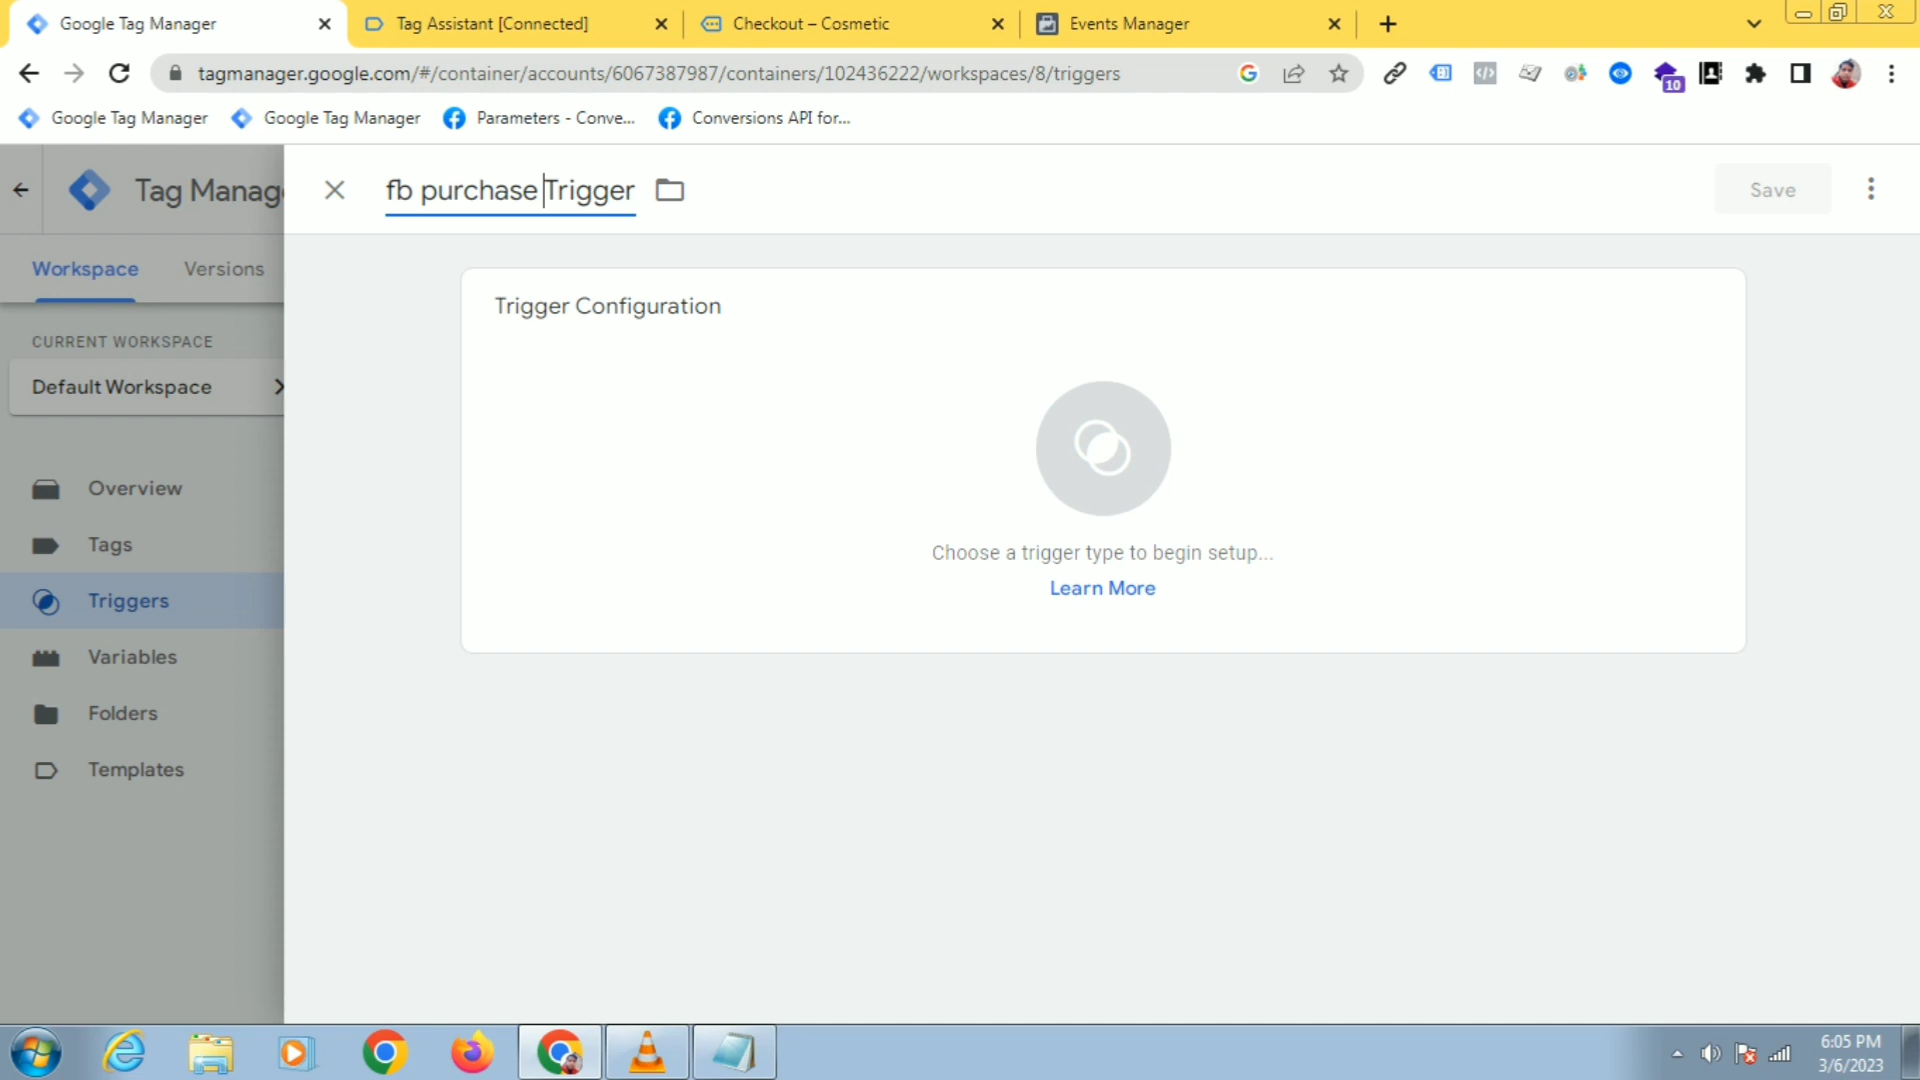 Google Tag Manager
Tag Assistant [Connected]
Checkout – Cosmetic
Events Manager
tagmanager.google.com/#/container/accounts/6067387987/containers/102436222/workspaces/8/triggers
10
Google Tag Manager
Google Tag Manager
Parameters - Conve...
Conversions API for...
Tag Manag
fb purchase Trigger
Save
Workspace
Versions
Trigger Configuration
CURRENT WORKSPACE
Default Workspace
Choose a trigger type to begin setup...
Learn More
Overview
Tags
Triggers
Variables
Folders
Templates
6:05 PM
3/6/2023